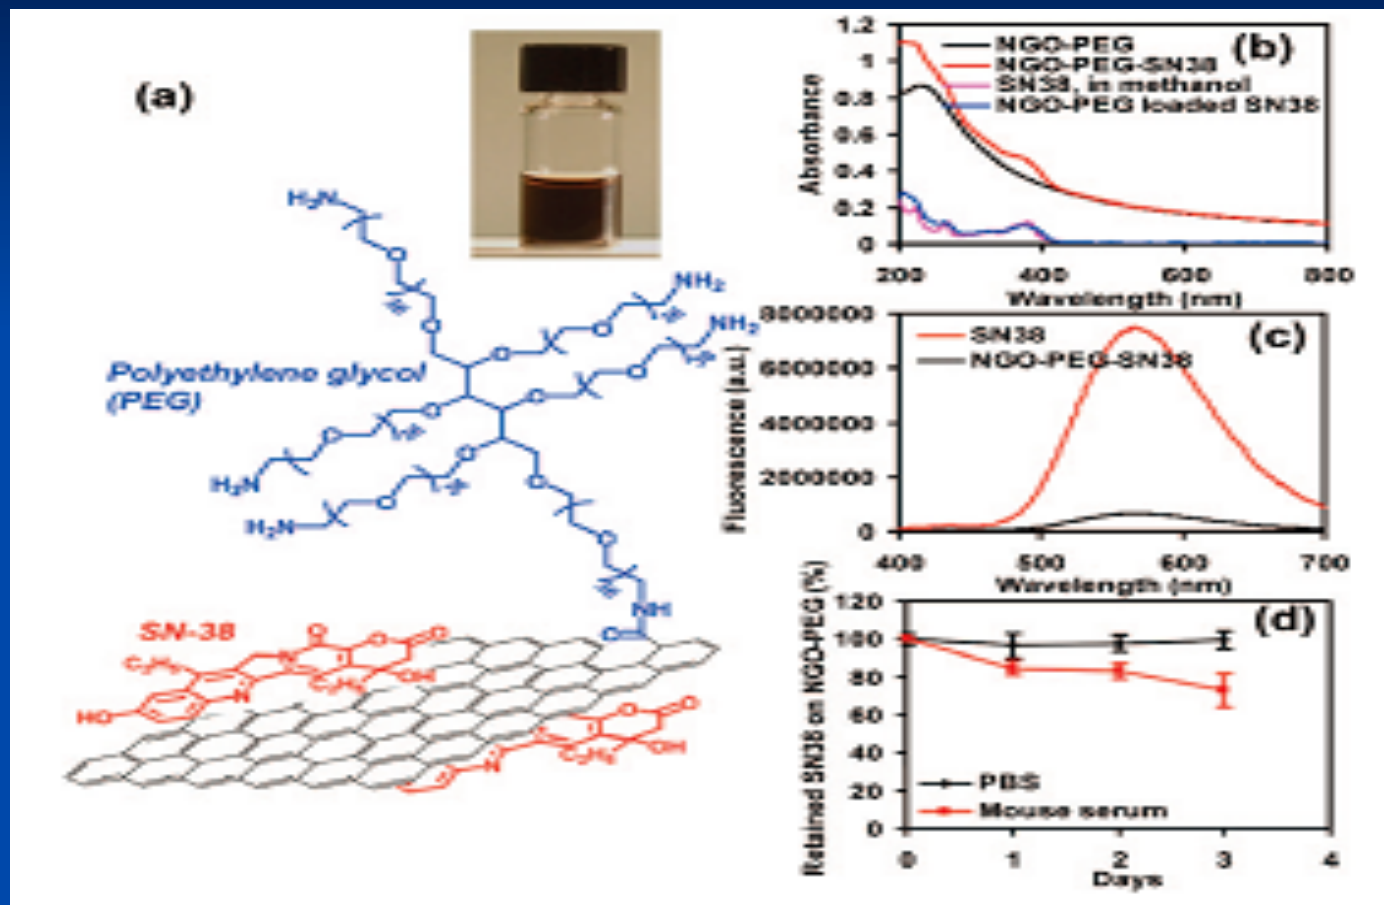 (a)
H₂N
NH₂
NH₂
Polyethylene glycol
(PEG)
H₂N
H₂N
O
O
O
O
O
O
O
O
O
O
O
O
NH
O
SN-38
O
O
O
N
C₂H₅
C₂H₅
OH
N
HO
O
O
OH
C₂H₅
N
(b)
NGO-PEG
NGO-PEG-SN38
SN38, in methanol
NGO-PEG loaded SN38
Absorbance
1.2
1
0.8
0.6
0.4
0.2
0
200 400 600 800
Wavelength (nm)
(c)
SN38
NGO-PEG-SN38
Fluorescence (a.u.)
8000000
6000000
4000000
2000000
0
400 500 600 700
Wavelength (nm)
(d)
Retained SN38 on NGO-PEG (%)
120
100
80
60
40
20
0
PBS
Mouse serum
0 1 2 3 4
Days